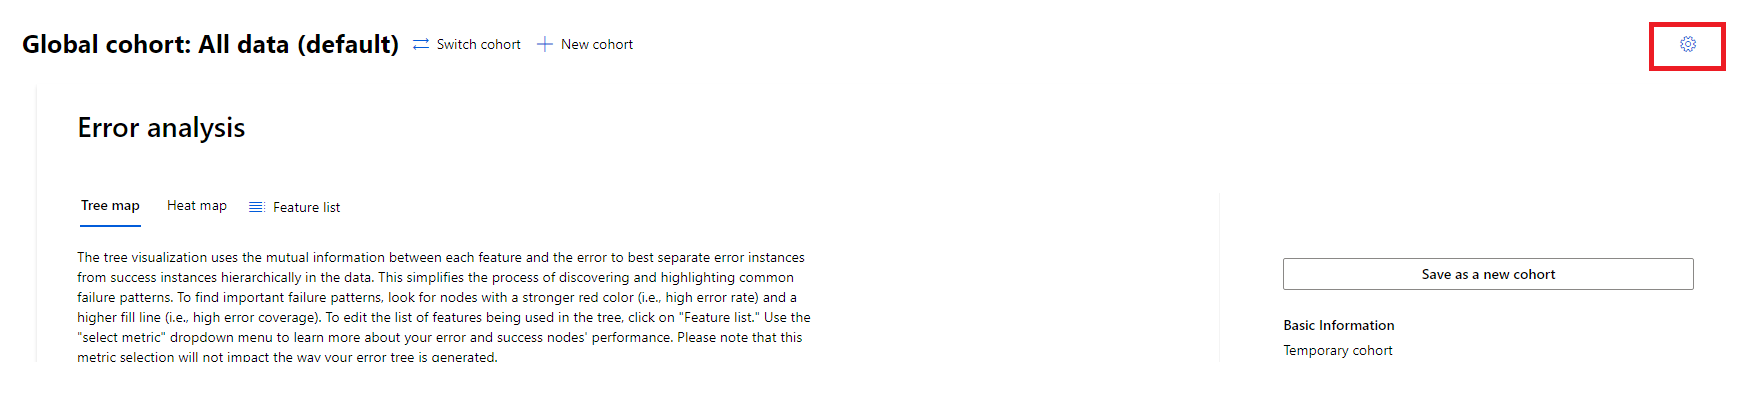 Global cohort: All data (default) Switch cohort New cohort
Error analysis
Tree map Heat map Feature list
The tree visualization uses the mutual information between each feature and the error to best separate error instances
from success instances hierarchically in the data. This simplifies the process of discovering and highlighting common
failure patterns. To find important failure patterns, look for nodes with a stronger red color (i.e., high error rate) and a
higher fill line (i.e., high error coverage). To edit the list of features being used in the tree, click on "Feature list." Use the
"select metric" dropdown menu to learn more about your error and success nodes' performance. Please note that this
metric selection will not impact the way your error tree is generated.
Save as a new cohort
Basic Information
Temporary cohort